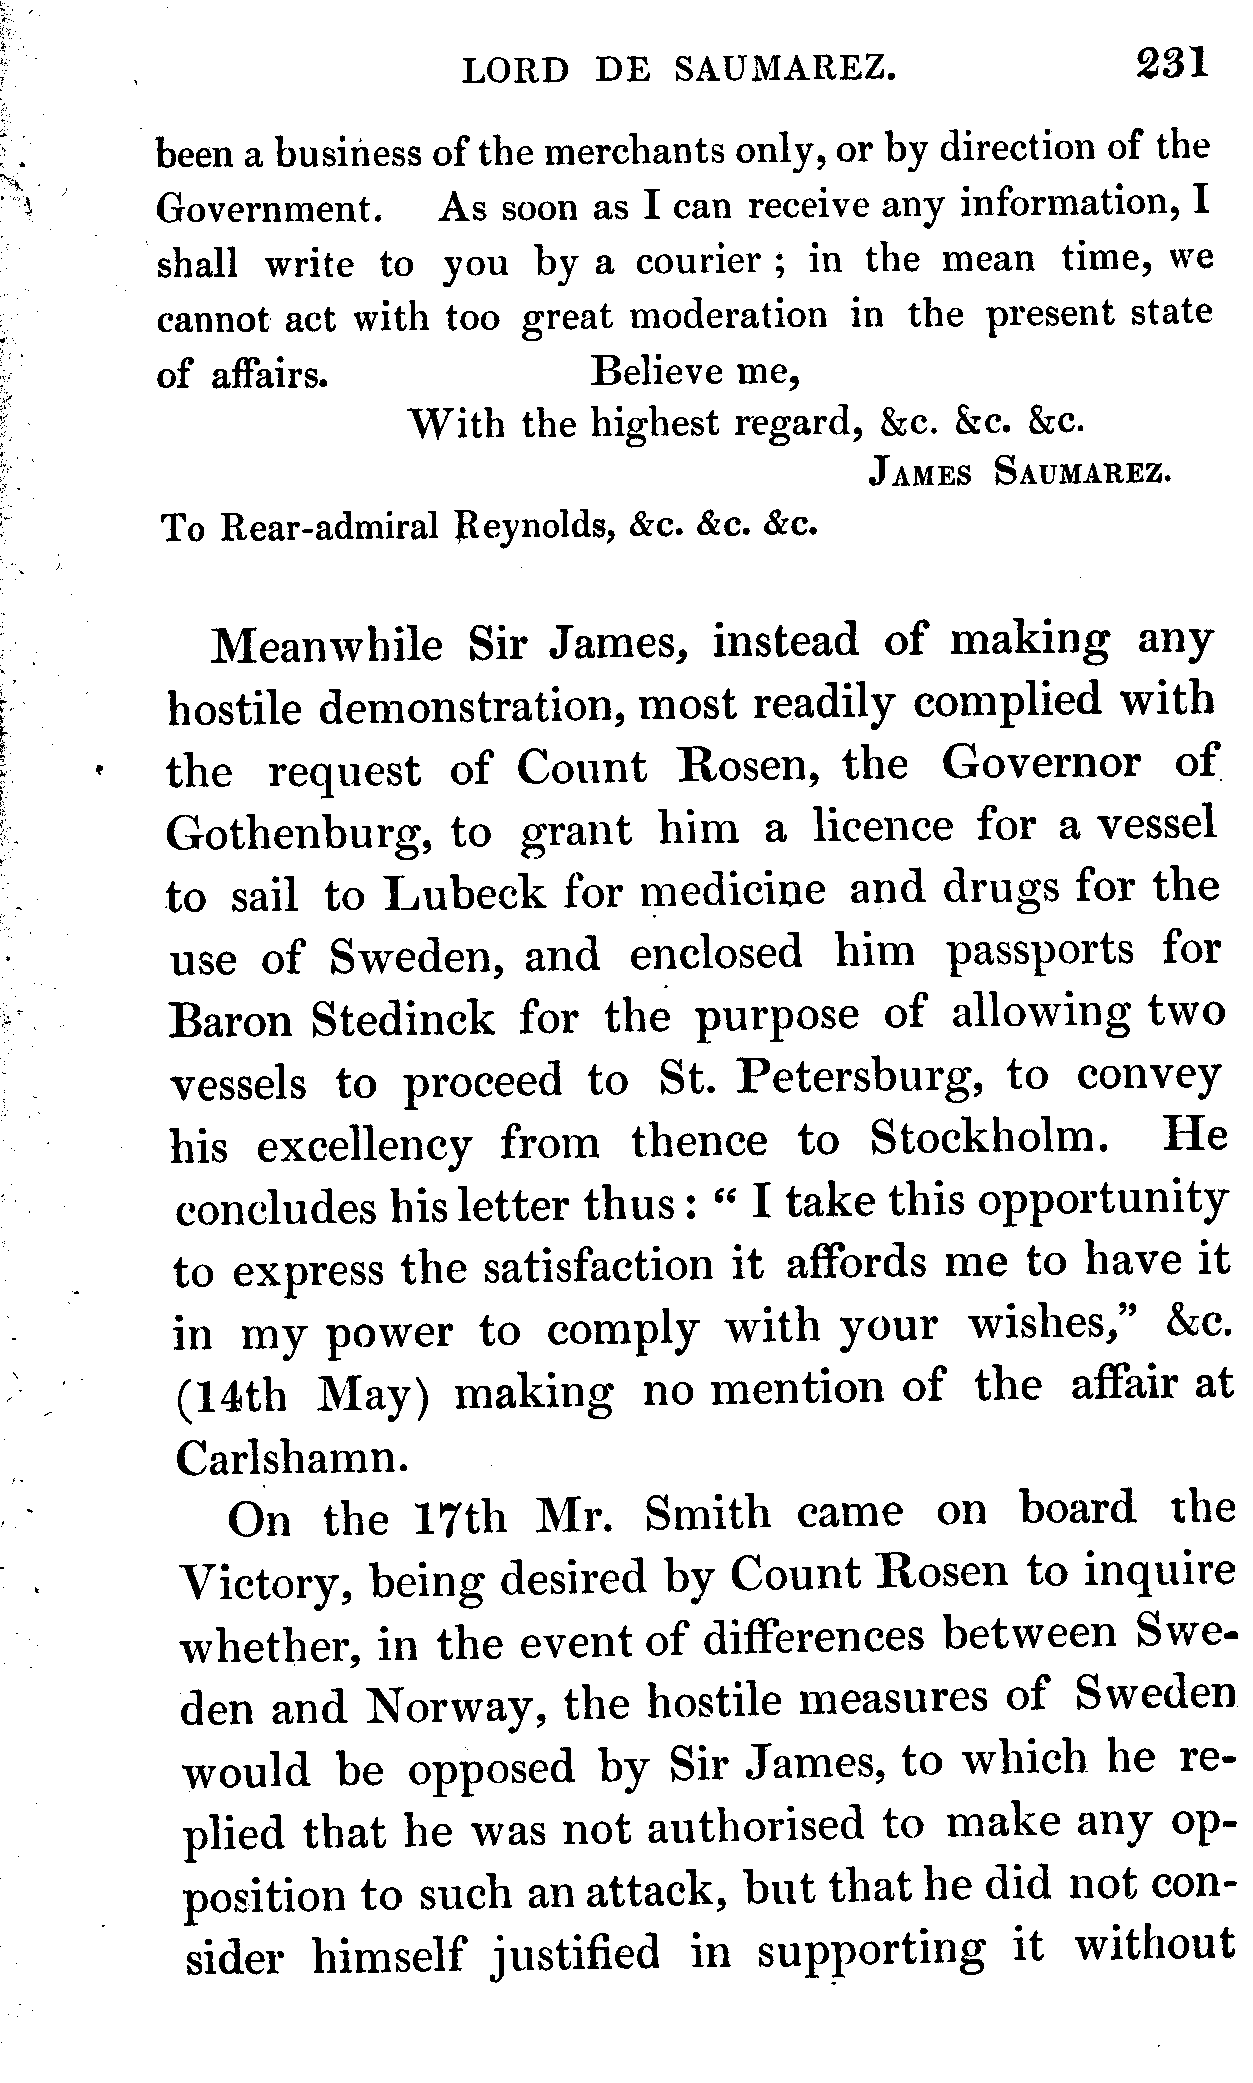 LORD DE SAUMAREZ. 231
been a business of the merchants only, or by direction of the
Government. As soon as I can receive any information, I
shall write to you by a courier ; in the mean time, we
cannot act with too great moderation in the present state
of affairs. Believe me,
With the highest regard, &c. &c. &c.
JAMES SAUMAREZ.
To Rear-admiral Reynolds, &c. &c. &c.
Meanwhile Sir James, instead of making any
hostile demonstration, most readily complied with
the request of Count Rosen, the Governor of
Gothenburg, to grant him a licence for a vessel
to sail to Lubeck for medicine and drugs for the
use of Sweden, and enclosed him passports for
Baron Stedinck for the purpose of allowing two
vessels to proceed to St. Petersburg, to convey
his excellency from thence to Stockholm. He
concludes his letter thus : “ I take this opportunity
to express the satisfaction it affords me to have it
in my power to comply with your wishes,” &c.
(14th May) making no mention of the affair at
Carlshamn.
On the 17th Mr. Smith came on board the
Victory, being desired by Count Rosen to inquire
whether, in the event of differences between Swe-
den and Norway, the hostile measures of Sweden
would be opposed by Sir James, to which he re-
plied that he was not authorised to make any op-
position to such an attack, but that he did not con-
sider himself justified in supporting it without